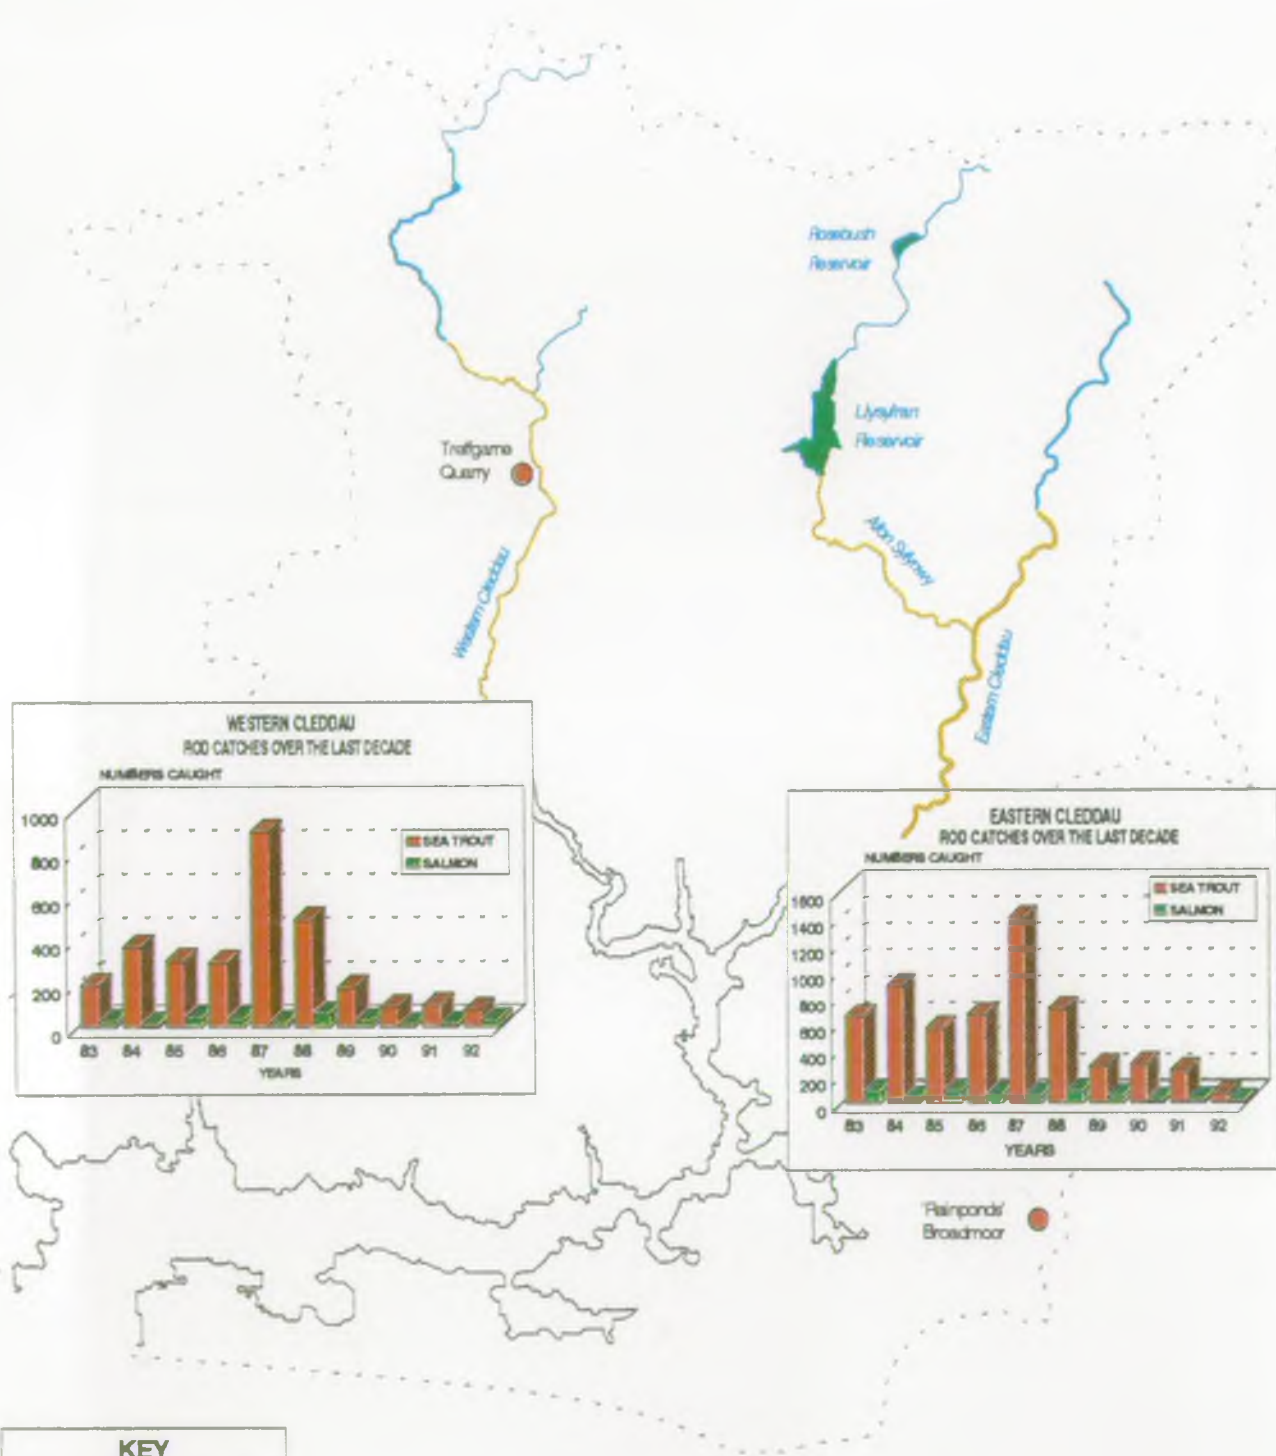 Rosebush
Reservoir
Llysyfran
Reservoir
Treffgarne
Quarry
Western Cleddau
Afon Syfynwy
Eastern Cleddau
WESTERN CLEDDAU
ROD CATCHES OVER THE LAST DECADE
NUMBERS CAUGHT
1000
800
600
400
200
0
SEA TROUT
SALMON
83 84 85 86 87 88 89 90 91 92
YEARS
EASTERN CLEDDAU
ROD CATCHES OVER THE LAST DECADE
NUMBERS CAUGHT
1600
1400
1200
1000
800
600
400
200
0
SEA TROUT
SALMON
83 84 85 86 87 88 89 90 91 92
YEARS
'Rainponds'
Broadmoor
KEY